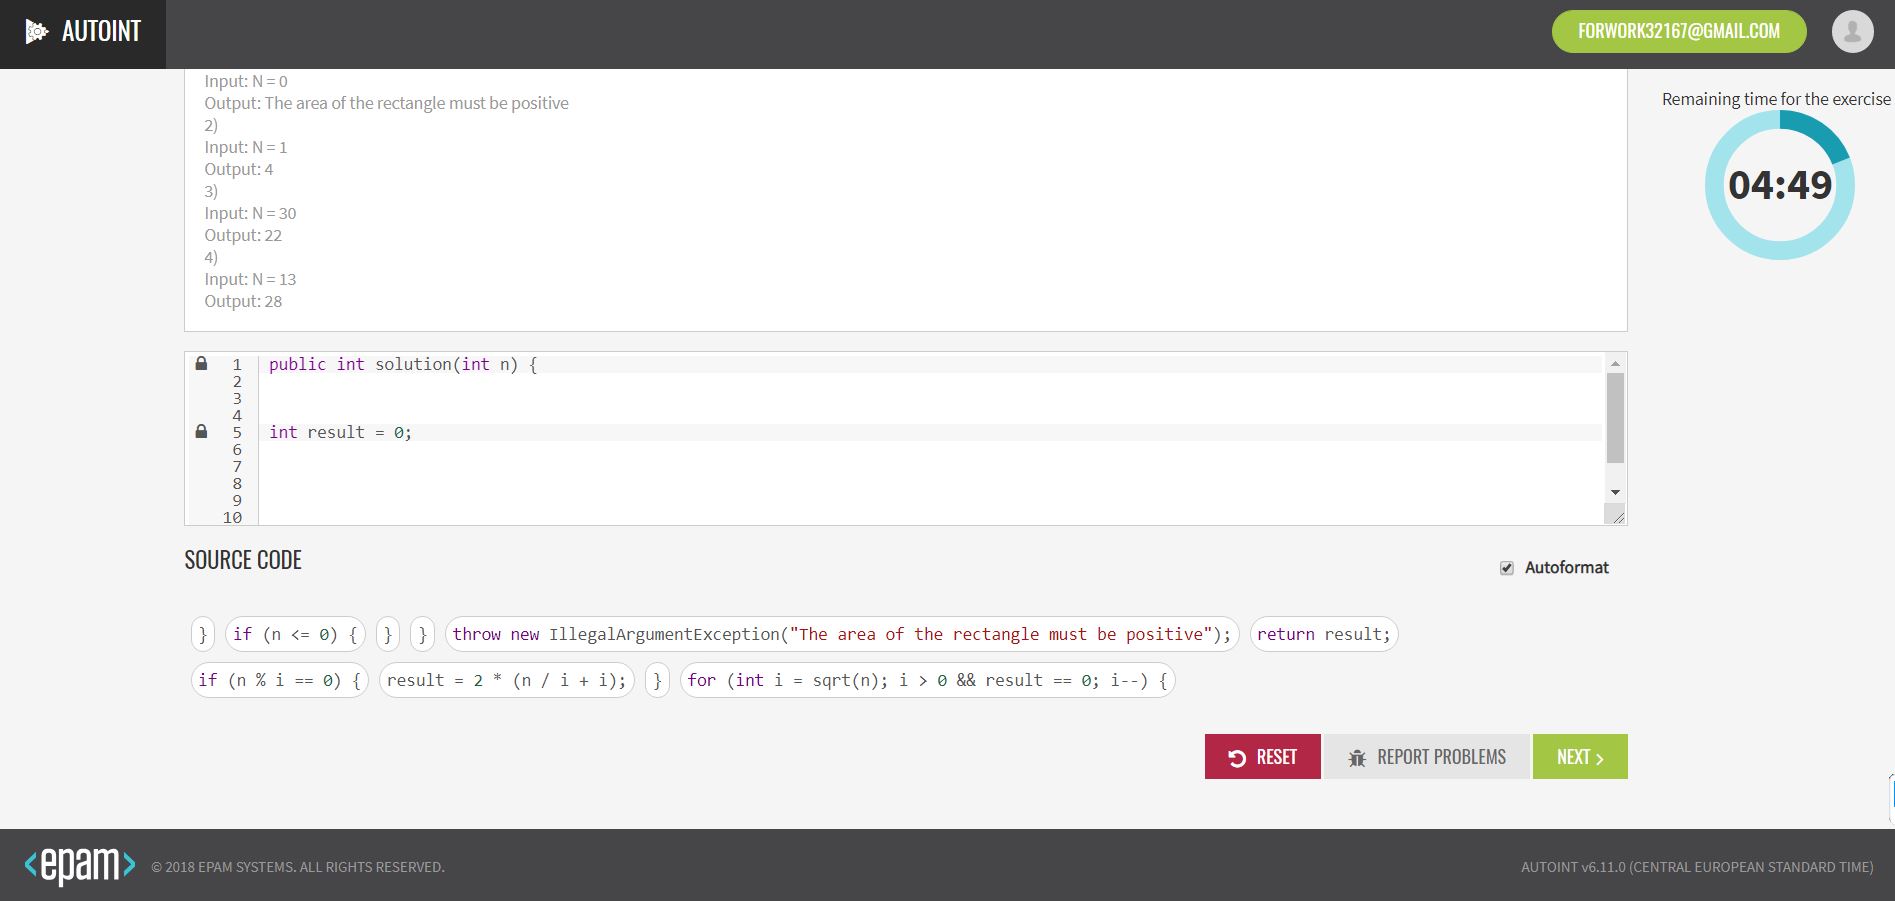 AUTOINT
FORWORK32167@GMAIL.COM
Input: N = 0
Output: The area of the rectangle must be positive
2)
Input: N = 1
Output: 4
3)
Input: N = 30
Output: 22
4)
Input: N = 13
Output: 28
Remaining time for the exercise
04:49
1 public int solution(int n) {
2
3
4
5 int result = 0;
6
7
8
9
10
SOURCE CODE
Autoformat
} if (n <= 0) { } } throw new IllegalArgumentException("The area of the rectangle must be positive"); return result;
if (n % i == 0) { result = 2 * (n / i + i); } for (int i = sqrt(n); i > 0 && result == 0; i--) {
RESET REPORT PROBLEMS NEXT >
<epam> © 2018 EPAM SYSTEMS. ALL RIGHTS RESERVED.
AUTOINT v6.11.0 (CENTRAL EUROPEAN STANDARD TIME)